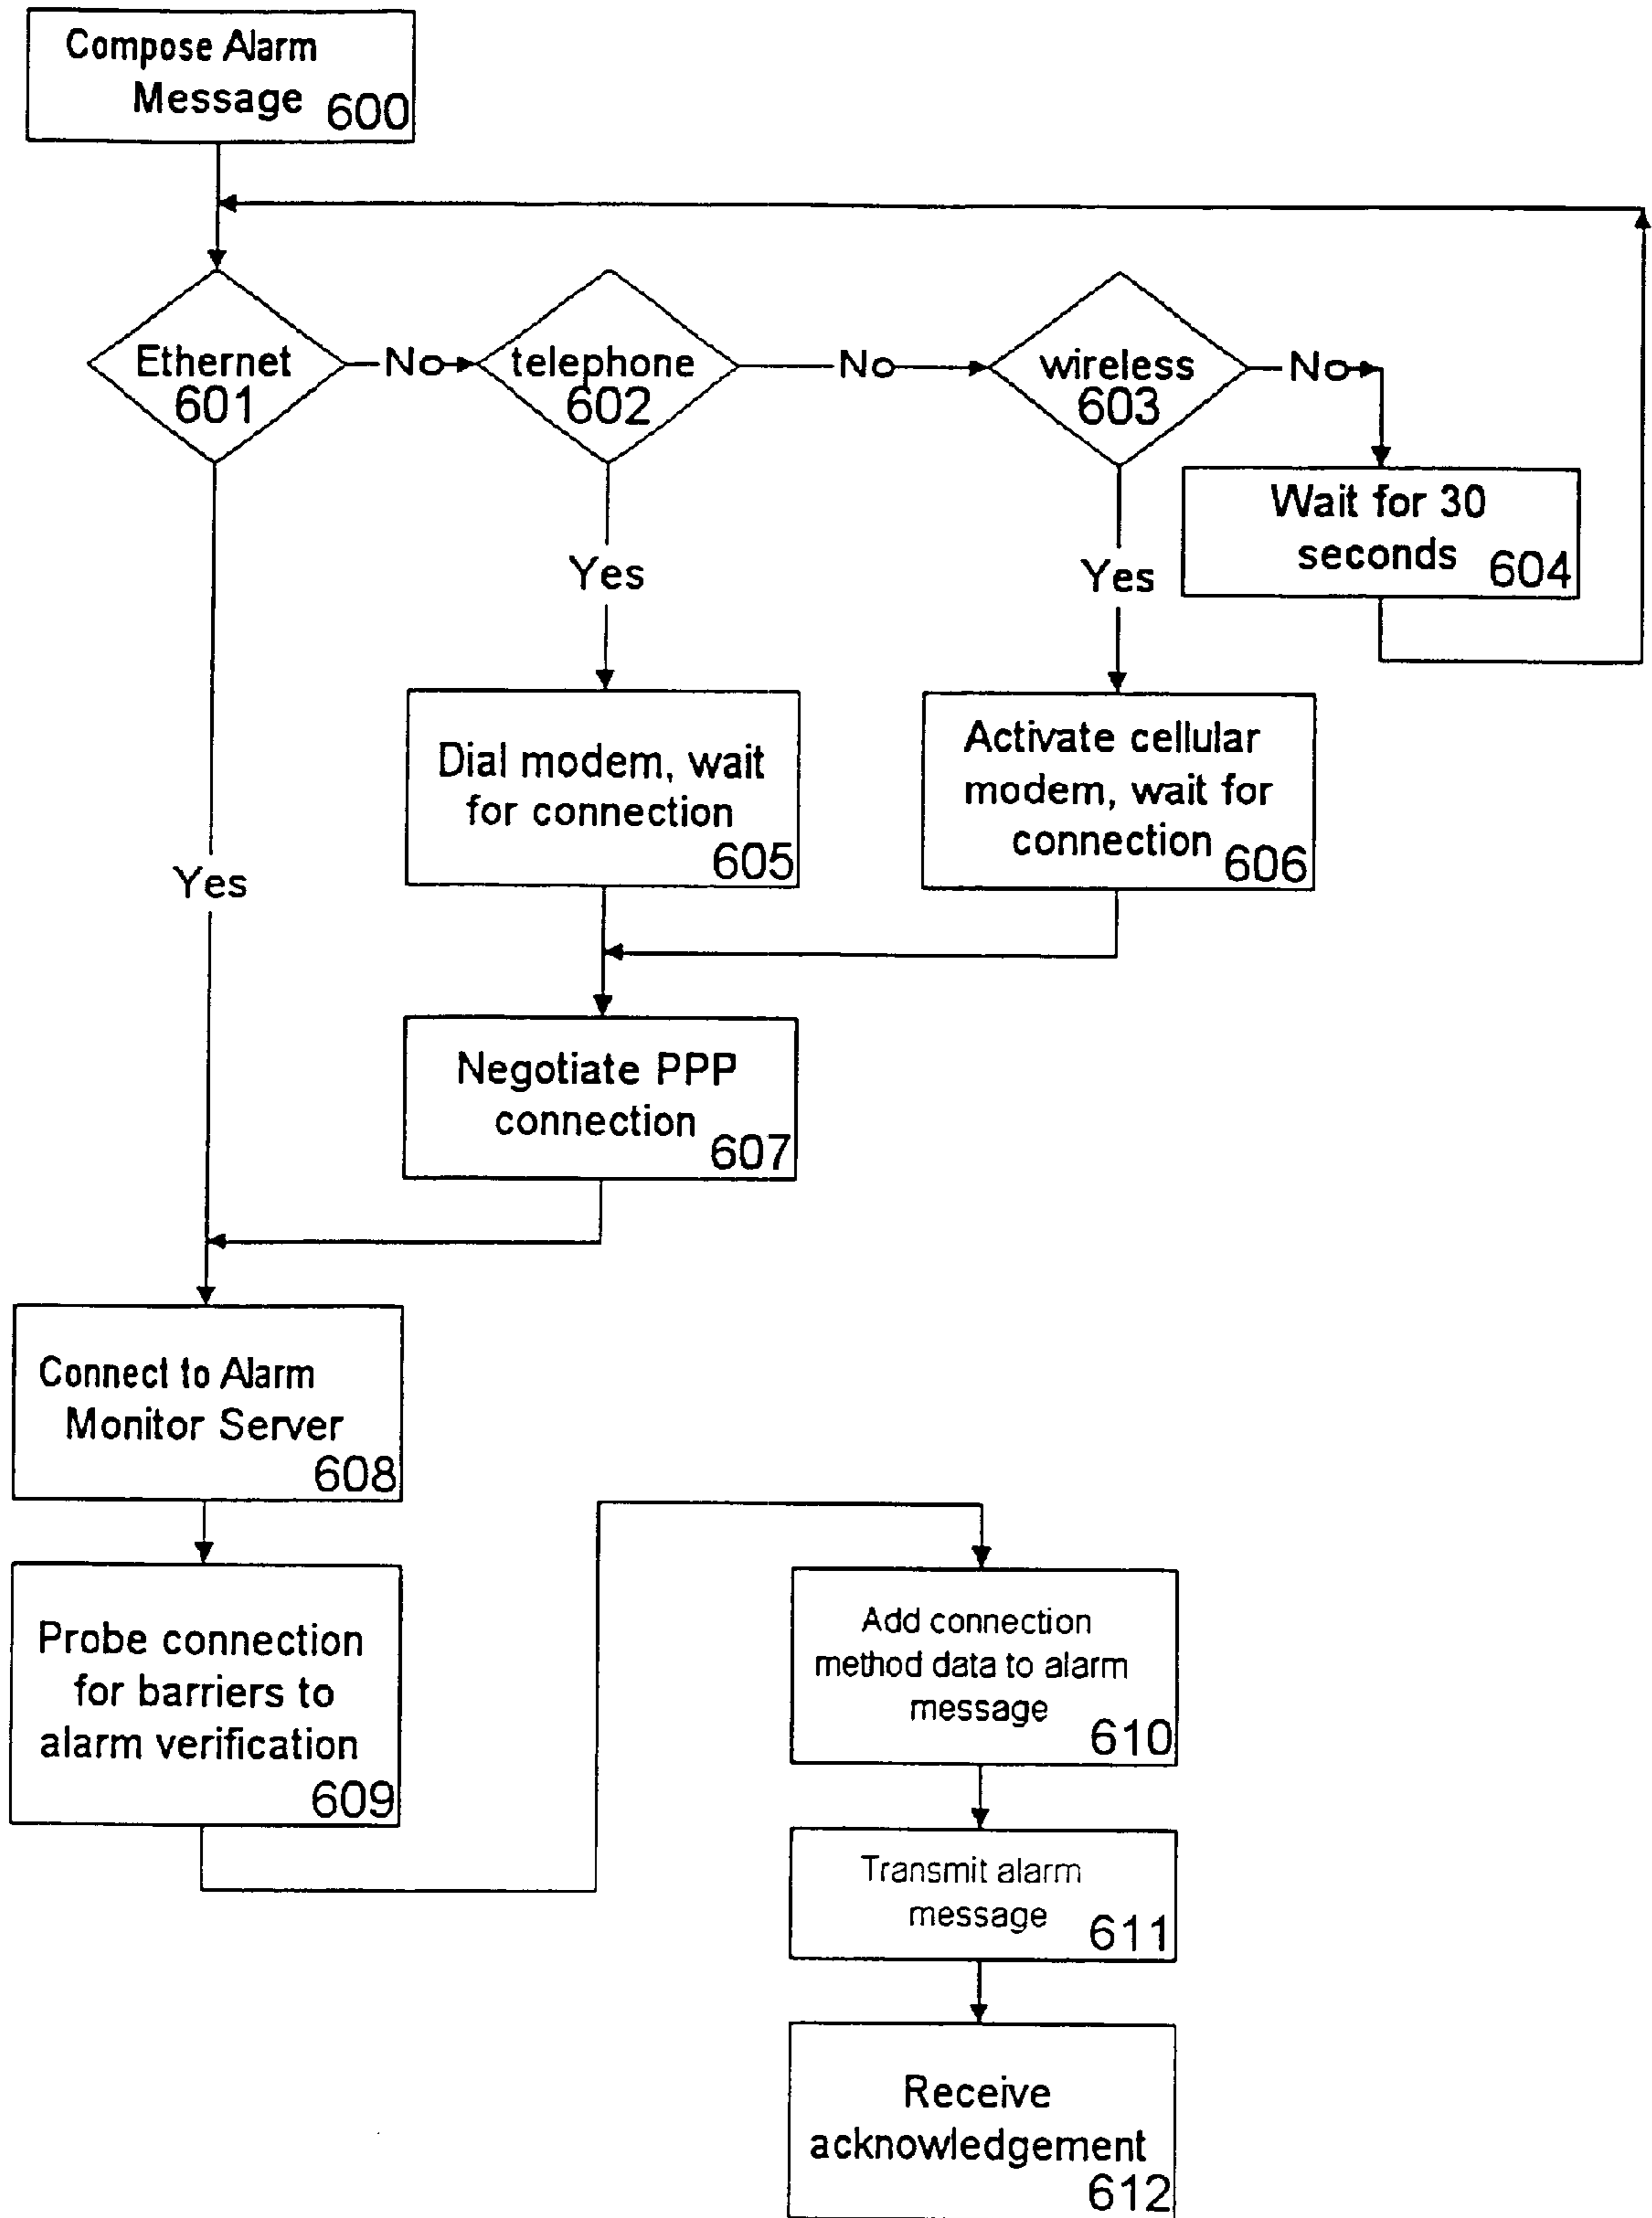 Compose Alarm
Message 600
Ethernet
601
No
telephone
602
No
wireless
603
No
Wait for 30
seconds 604
Yes
Yes
Yes
Dial modem, wait
for connection
605
Activate cellular
modem, wait for
connection 606
Negotiate PPP
connection
607
Connect to Alarm
Monitor Server
608
Probe connection
for barriers to
alarm verification
609
Add connection
method data to alarm
message
610
Transmit alarm
message 611
Receive
acknowledgement
612